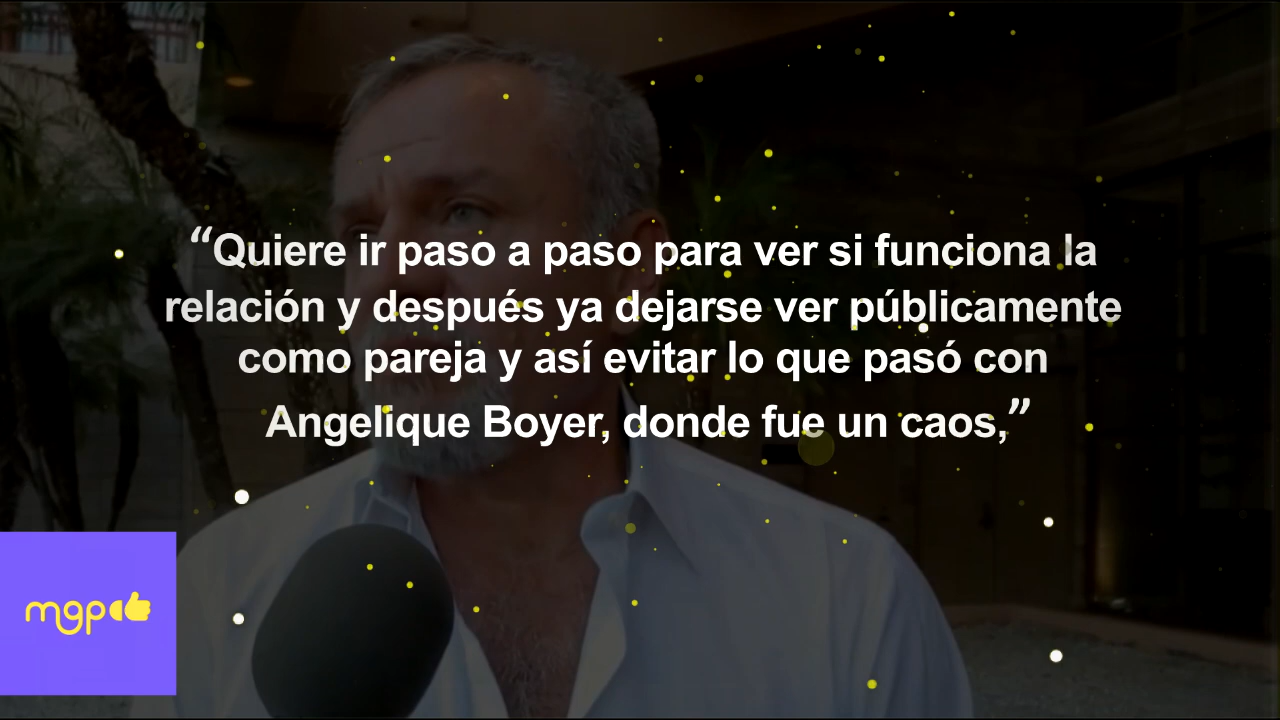 “Quiere ir paso a paso para ver si funciona la
relación y después ya dejarse ver públicamente
como pareja y así evitar lo que pasó con
Angelique Boyer, donde fue un caos,”
mgp